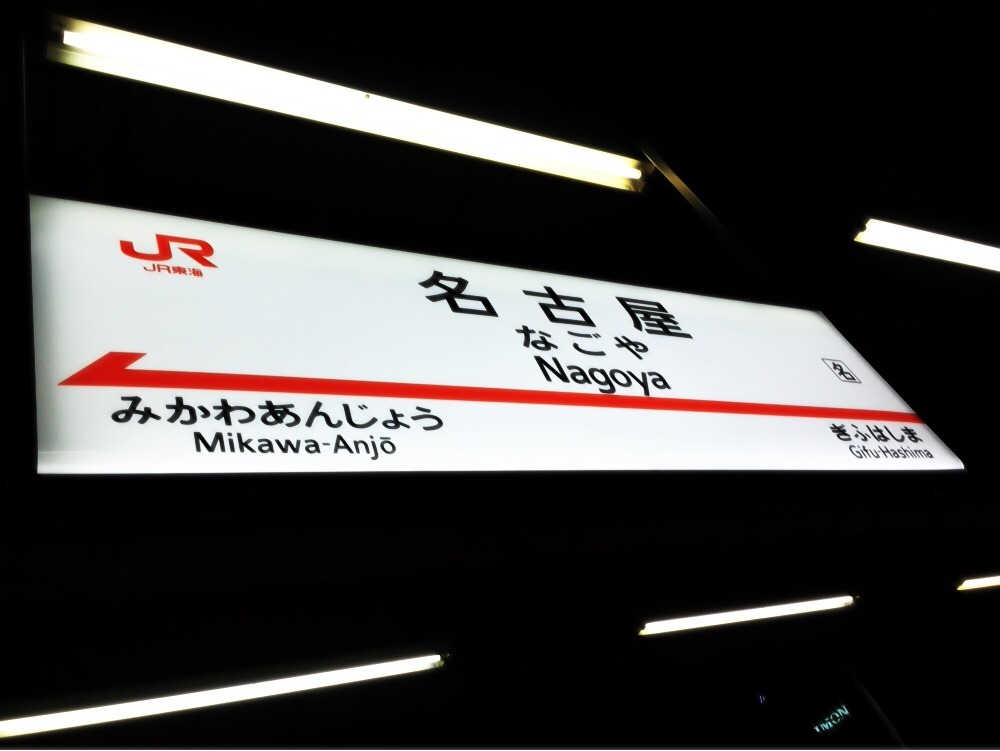 JR
JR東海
名古屋
なごや
Nagoya
名
みかわあんじょう
Mikawa-Anjō
ぎふはしま
Gifu-Hashima